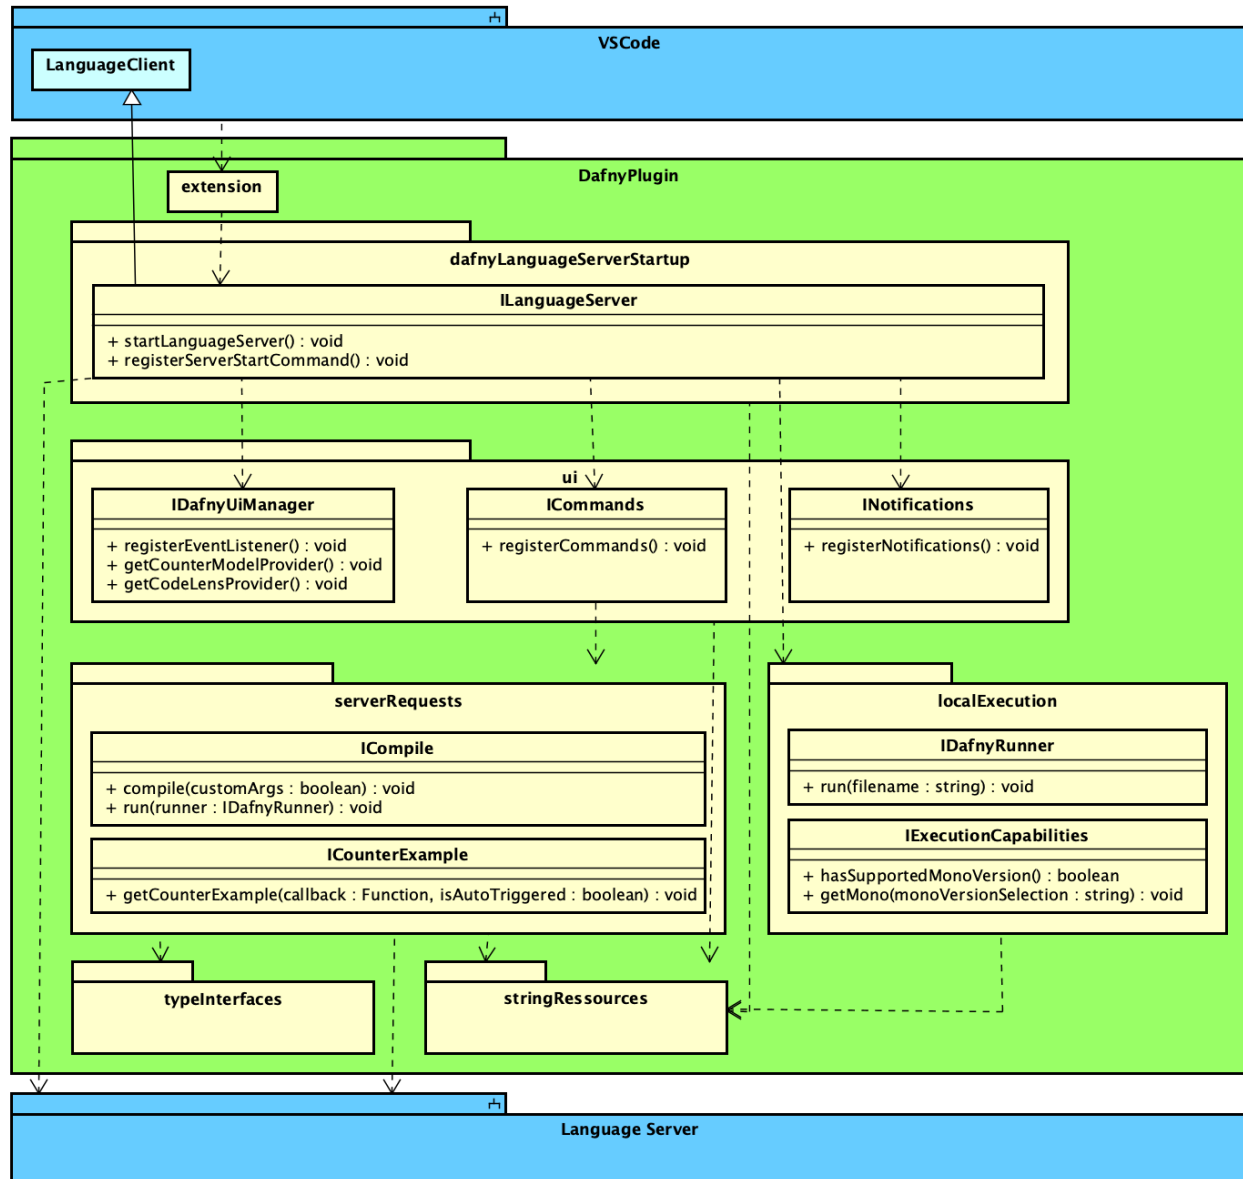 VSCode
LanguageClient
DafnyPlugin
extension
dafnyLanguageServerStartup
ILanguageServer
+ startLanguageServer() : void
+ registerServerStartCommand() : void
ui
IDafnyUiManager
+ registerEventListener() : void
+ getCounterModelProvider() : void
+ getCodeLensProvider() : void
ICommands
+ registerCommands() : void
INotifications
+ registerNotifications() : void
serverRequests
ICompile
+ compile(customArgs : boolean) : void
+ run(runner : IDafnyRunner) : void
ICounterExample
+ getCounterExample(callback : Function, isAutoTriggered : boolean) : void
localExecution
IDafnyRunner
+ run(filename : string) : void
IExecutionCapabilities
+ hasSupportedMonoVersion() : boolean
+ getMono(monoVersionSelection : string) : void
typeInterfaces
stringRessources
Language Server